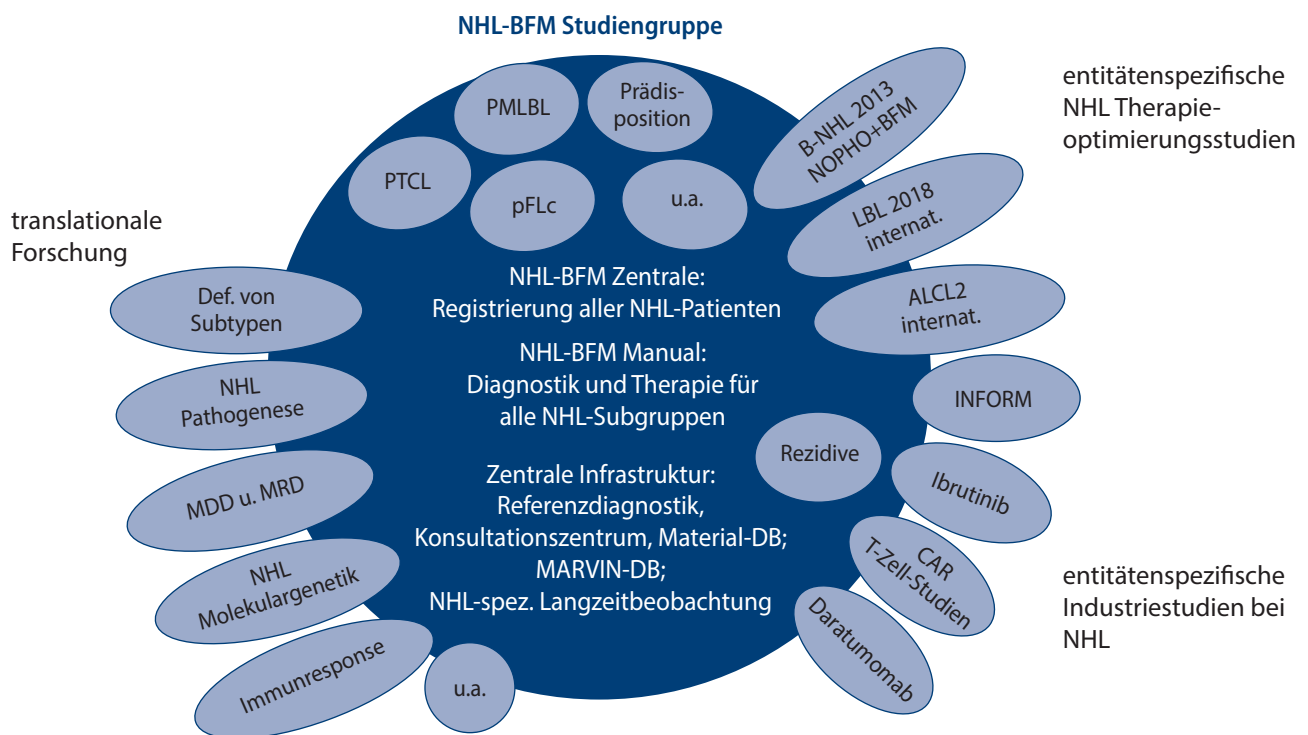 NHL-BFM Studiengruppe
PMLBL
Prädis-
position
PTCL
pFLc
u.a.
B-NHL 2013
NOPHO+BFM
LBL 2018
internat.
ALCL2
internat.
entitätenspezifische
NHL Therapie-
optimierungsstudien
translationale
Forschung
Def. von
Subtypen
NHL
Pathogenese
MDD u. MRD
NHL
Molekulargenetik
Immunresponse
u.a.
NHL-BFM Zentrale:
Registrierung aller NHL-Patienten
NHL-BFM Manual:
Diagnostik und Therapie für
alle NHL-Subgruppen
Zentrale Infrastruktur:
Referenzdiagnostik,
Konsultationszentrum, Material-DB;
MARVIN-DB;
NHL-spez. Langzeitbeobachtung
Rezidive
INFORM
Ibrutinib
CAR
T-Zell-Studien
Daratumomab
entitätenspezifische
Industriestudien bei
NHL